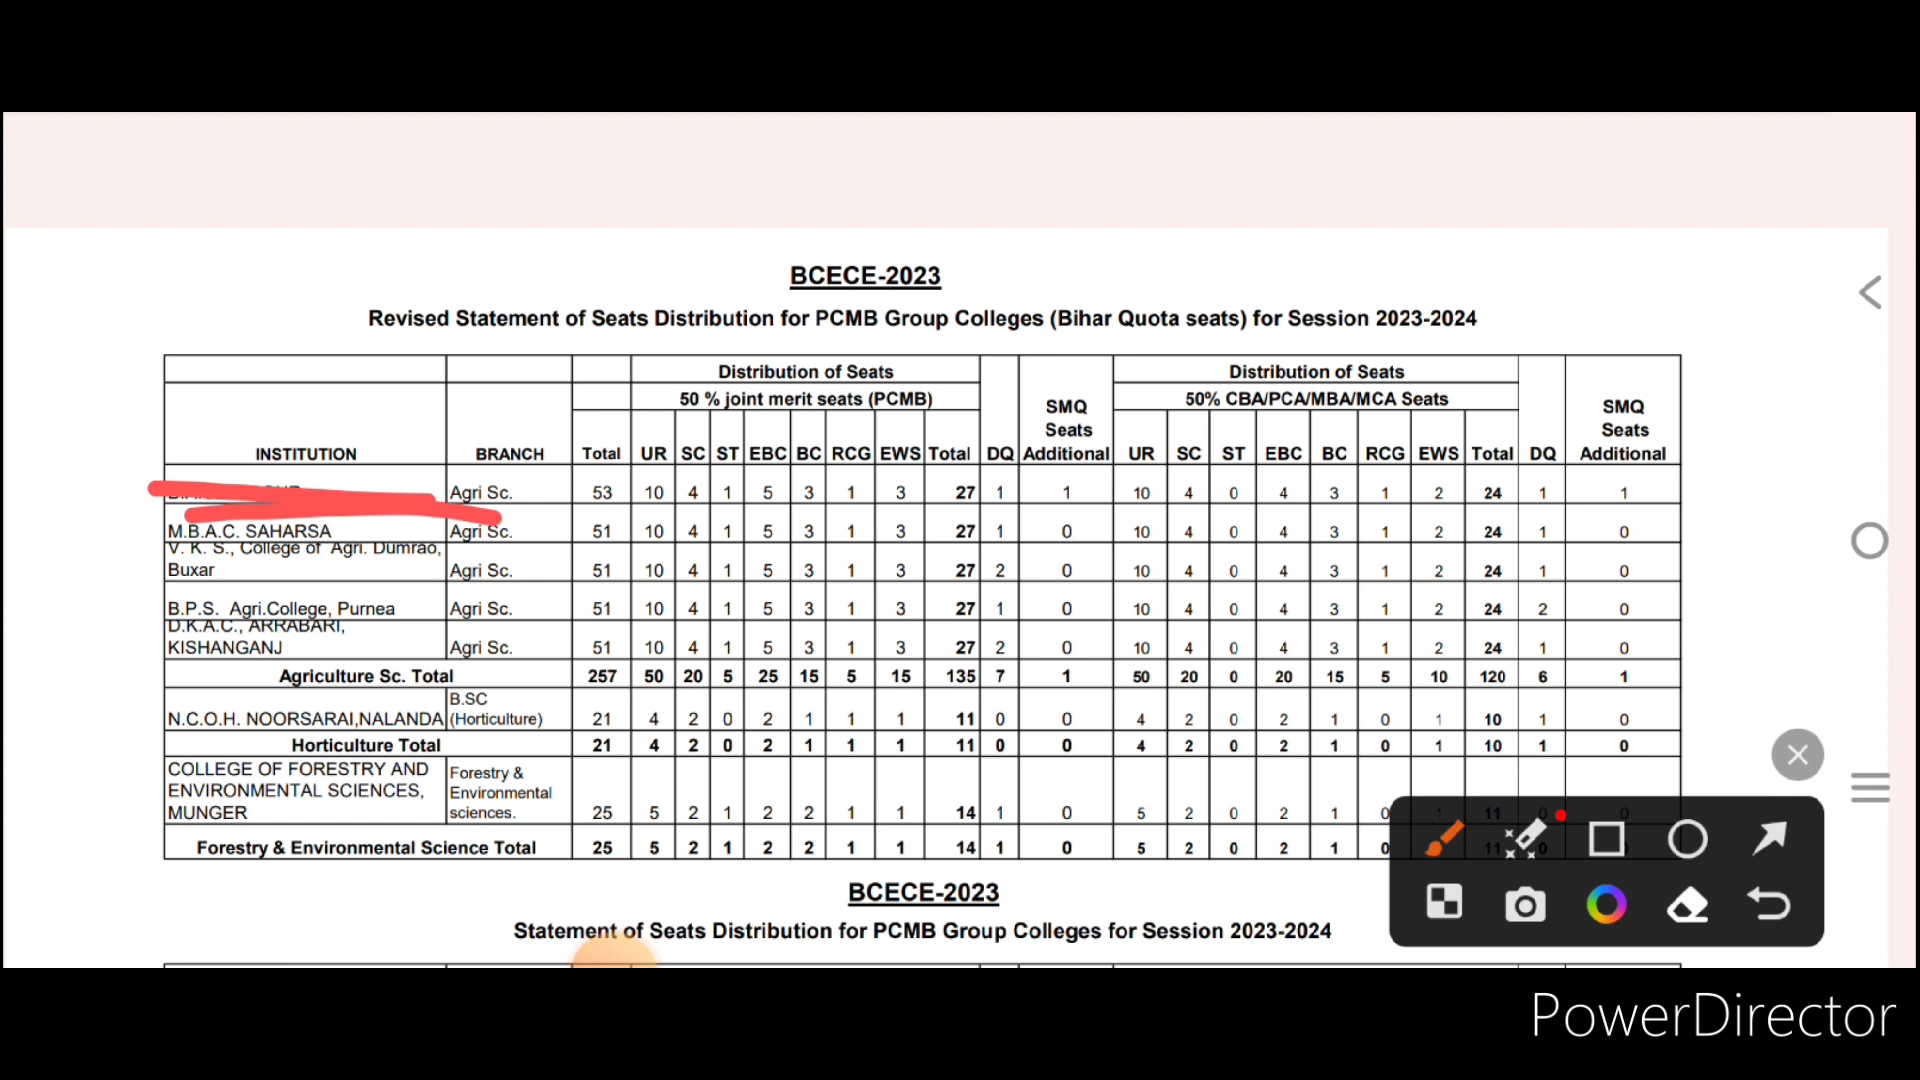 BCECE-2023
Revised Statement of Seats Distribution for PCMB Group Colleges (Bihar Quota seats) for Session 2023-2024
Distribution of Seats Distribution of Seats
50 % joint merit seats (PCMB) 50% CBA/PCA/MBA/MCA Seats
INSTITUTION BRANCH Total UR SC ST EBC BC RCG EWS Total DQ SMQ Seats Additional UR SC ST EBC BC RCG EWS Total DQ SMQ Seats Additional
Agri Sc. 53 10 4 1 5 3 1 3 27 1 1 10 4 0 4 3 1 2 24 1 1
M.B.A.C. SAHARSA Agri Sc. 51 10 4 1 5 3 1 3 27 1 0 10 4 0 4 3 1 2 24 1 0
V. K. S., College of Agri. Dumrao,
Buxar Agri Sc. 51 10 4 1 5 3 1 3 27 2 0 10 4 0 4 3 1 2 24 1 0
B.P.S. Agri.College, Purnea Agri Sc. 51 10 4 1 5 3 1 3 27 1 0 10 4 0 4 3 1 2 24 2 0
D.K.A.C., ARRABARI,
KISHANGANJ Agri Sc. 51 10 4 1 5 3 1 3 27 2 0 10 4 0 4 3 1 2 24 1 0
Agriculture Sc. Total 257 50 20 5 25 15 5 15 135 7 1 50 20 0 20 15 5 10 120 6 1
N.C.O.H. NOORSARAI,NALANDA B.SC (Horticulture) 21 4 2 0 2 1 1 1 11 0 0 4 2 0 2 1 0 1 10 1 0
Horticulture Total 21 4 2 0 2 1 1 1 11 0 0 4 2 0 2 1 0 1 10 1 0
COLLEGE OF FORESTRY AND
ENVIRONMENTAL SCIENCES,
MUNGER Forestry & Environmental sciences. 25 5 2 1 2 2 1 1 14 1 0 5 2 0 2 1 0 1 11 0 0
Forestry & Environmental Science Total 25 5 2 1 2 2 1 1 14 1 0 5 2 0 2 1 0 11
BCECE-2023
Statement of Seats Distribution for PCMB Group Colleges for Session 2023-2024
PowerDirector